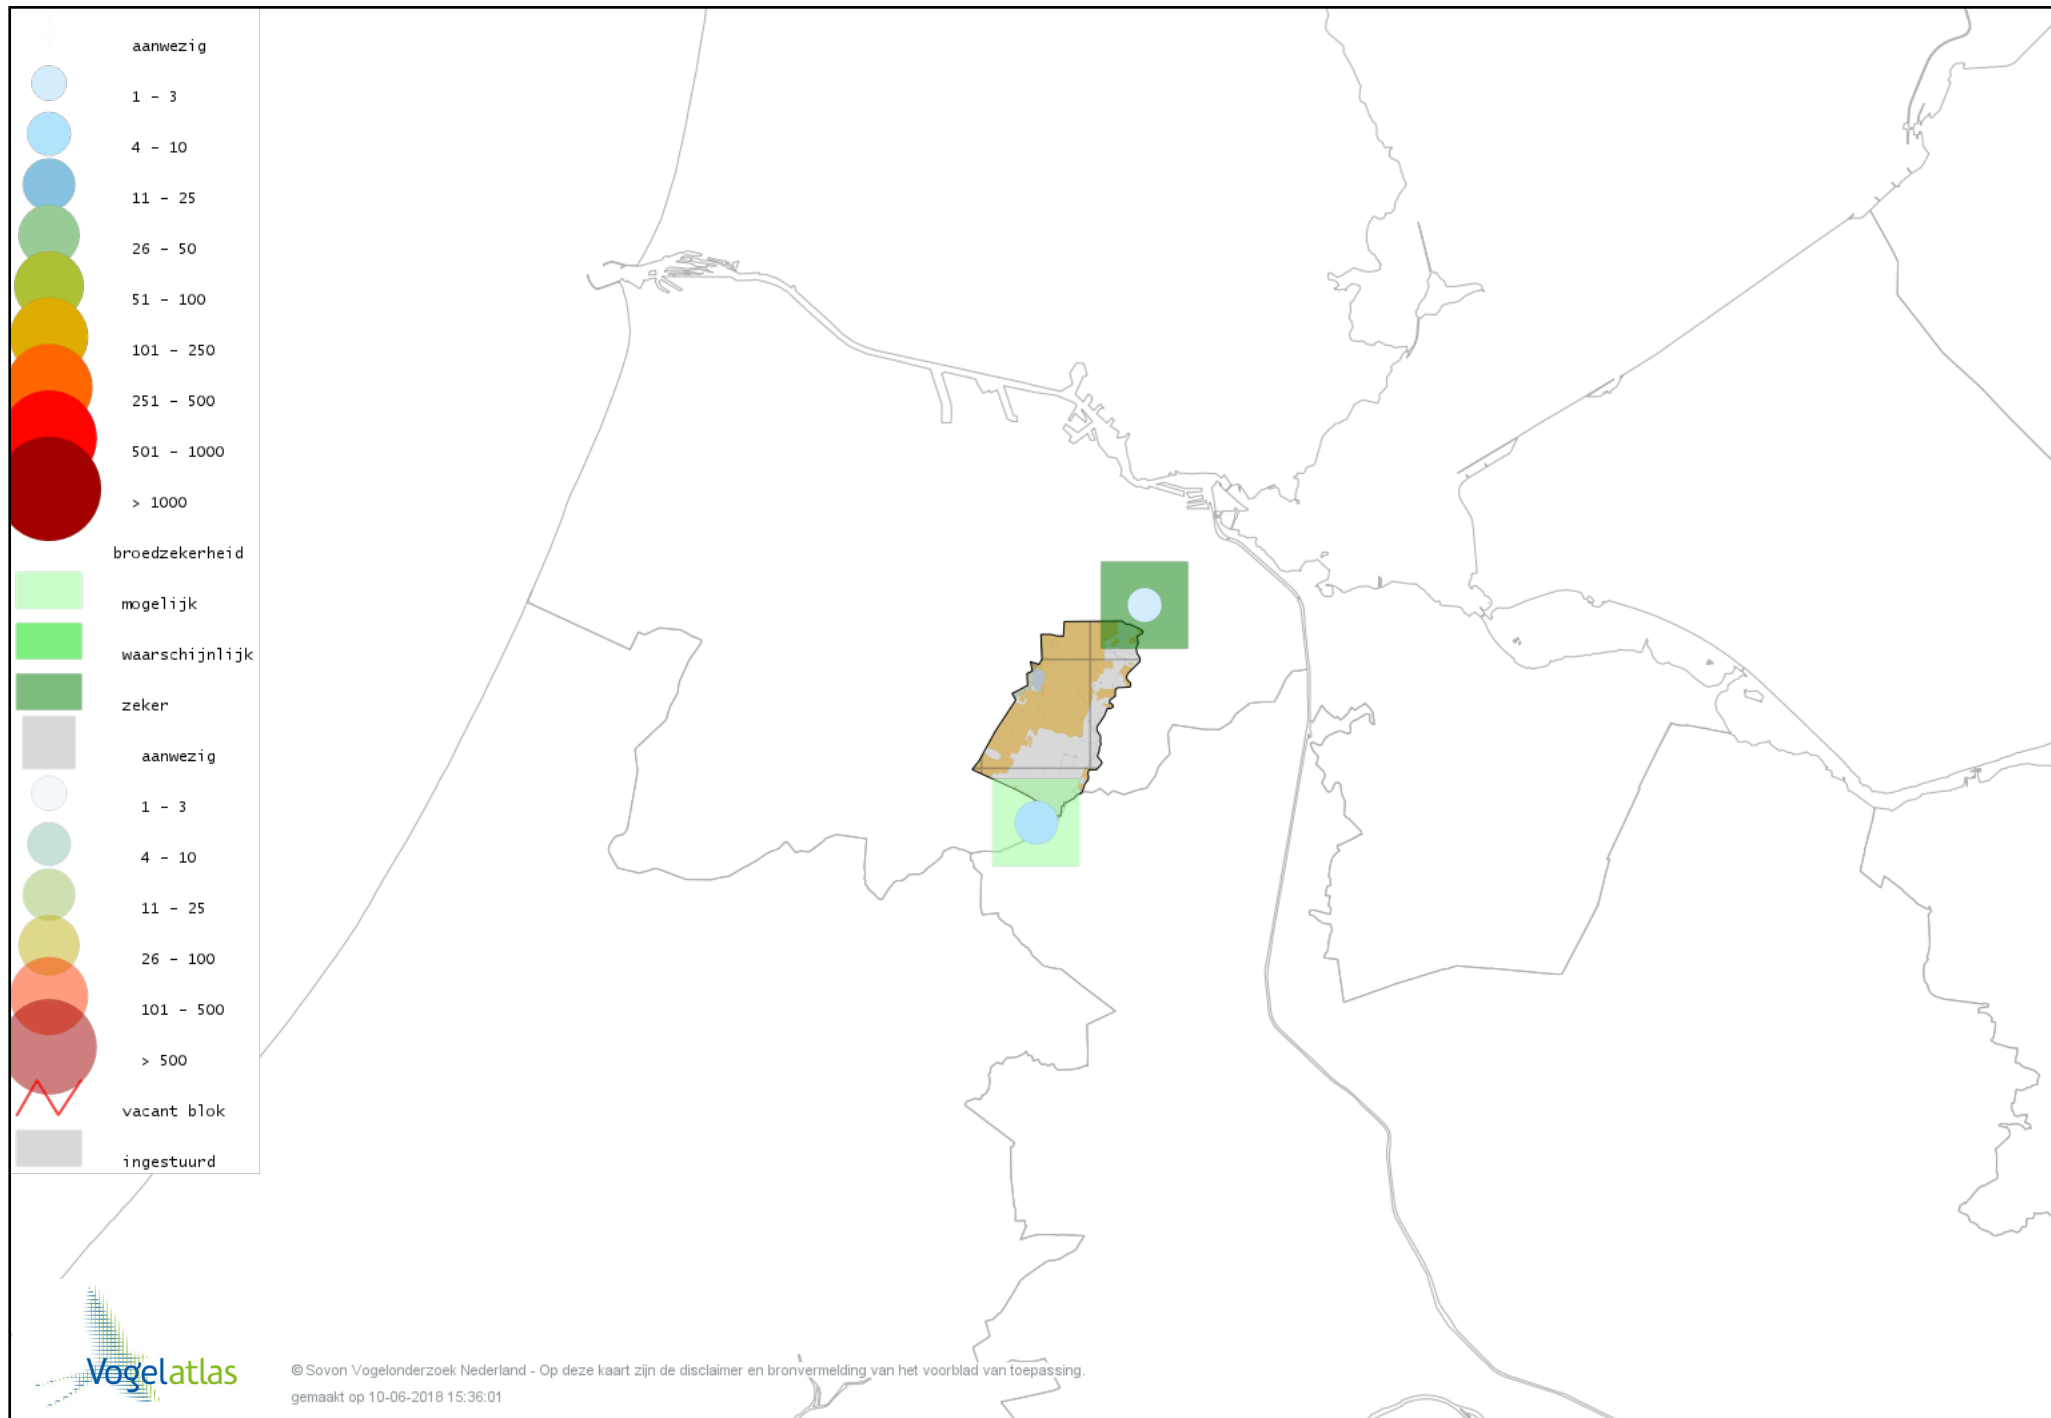 aanwezig
1 - 3
4 - 10
11 - 25
26 - 50
51 - 100
101 - 250
251 - 500
501 - 1000
> 1000
broedzekerheid
mogelijk
waarschijnlijk
zeker
aanwezig
1 - 3
4 - 10
11 - 25
26 - 100
101 - 500
> 500
vacant blok
ingestuurd
Vogelatlas
© Sovon Vogelonderzoek Nederland - Op deze kaart zijn de disclaimer en bronvermelding van het voorblad van toepassing.
gemaakt op 10-06-2018 15:36:01